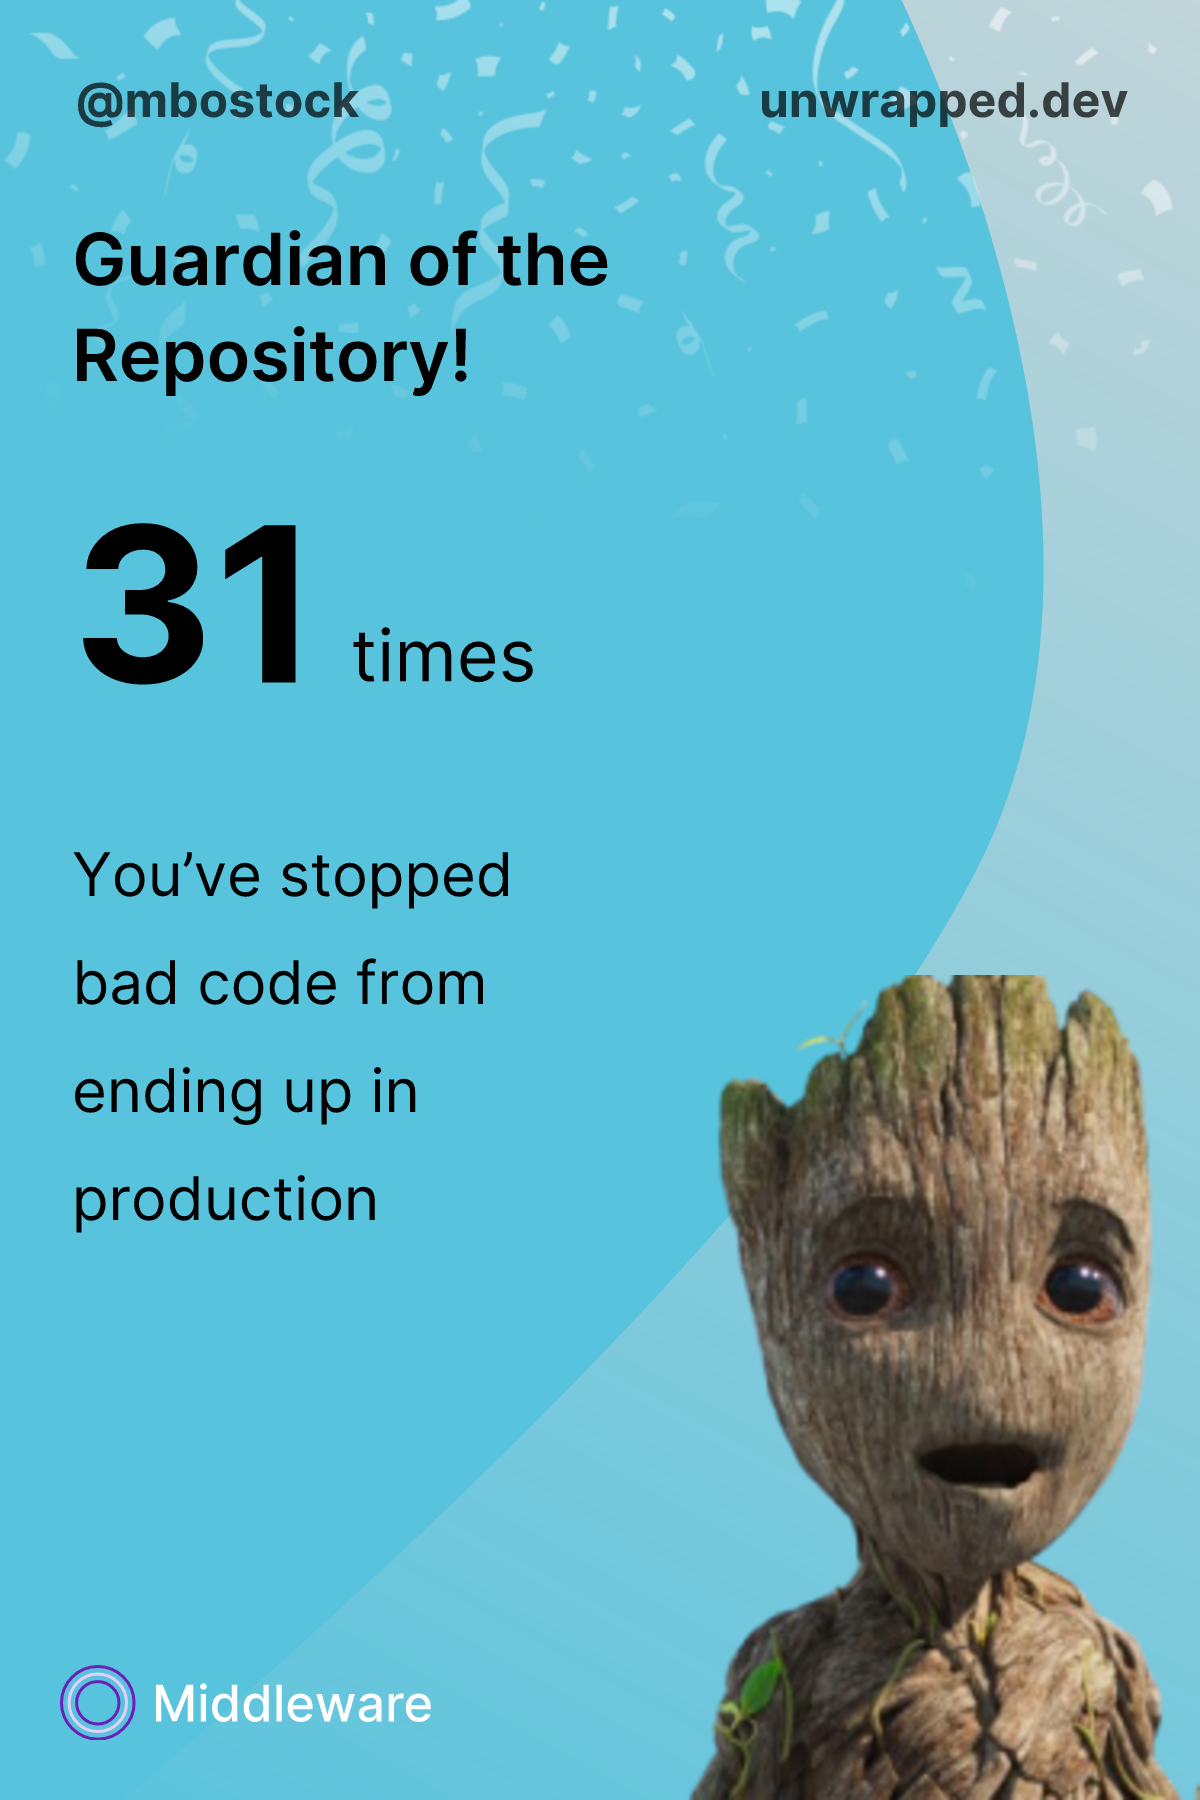 @mbostock
unwrapped.dev
Guardian of the
Repository!
31 times
You’ve stopped
bad code from
ending up in
production
Middleware